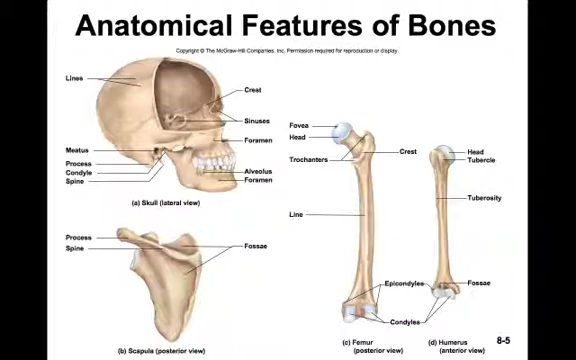 Anatomical Features of Bones
Copyright © The McGraw-Hill Companies, Inc. Permission required for reproduction or display.
Lines
Crest
Sinuses
Foramen
Meatus
Process
Condyle
Spine
Alveolus
Foramen
(a) Skull (lateral view)
Process
Spine
Fossae
(b) Scapula (posterior view)
Fovea
Head
Trochanters
Crest
Line
Epicondyles
Condyles
(c) Femur
(posterior view)
Head
Tubercle
Tuberosity
Fossae
(d) Humerus
(anterior view)
8-5